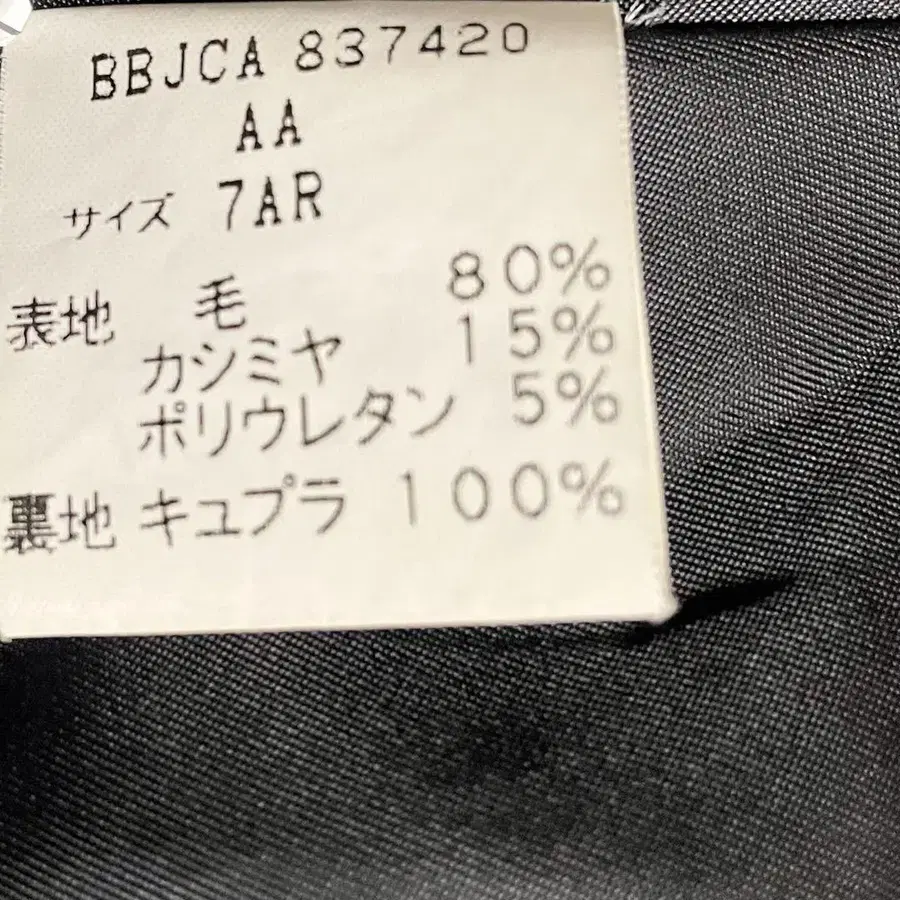 BBJCA 837420
AA
サイズ 7AR
表地 毛 80%
カシミヤ 15%
ポリウレタン 5%
裏地 キュプラ 100%